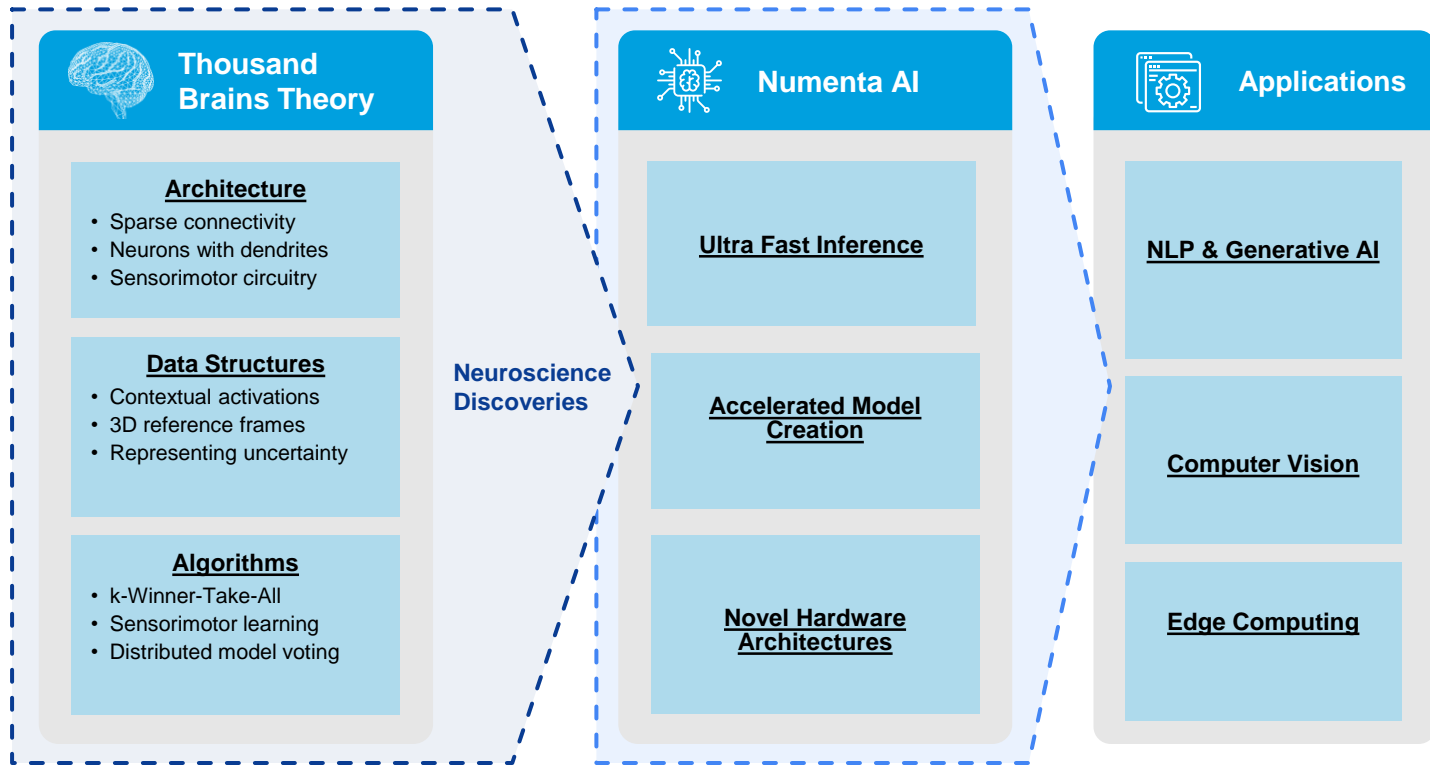 Thousand
Brains Theory
Architecture
• Sparse connectivity
• Neurons with dendrites
• Sensorimotor circuitry
Data Structures
• Contextual activations
• 3D reference frames
• Representing uncertainty
Algorithms
• k-Winner-Take-All
• Sensorimotor learning
• Distributed model voting
Neuroscience
Discoveries
Numenta AI
Ultra Fast Inference
Accelerated Model
Creation
Novel Hardware
Architectures
Applications
NLP & Generative AI
Computer Vision
Edge Computing